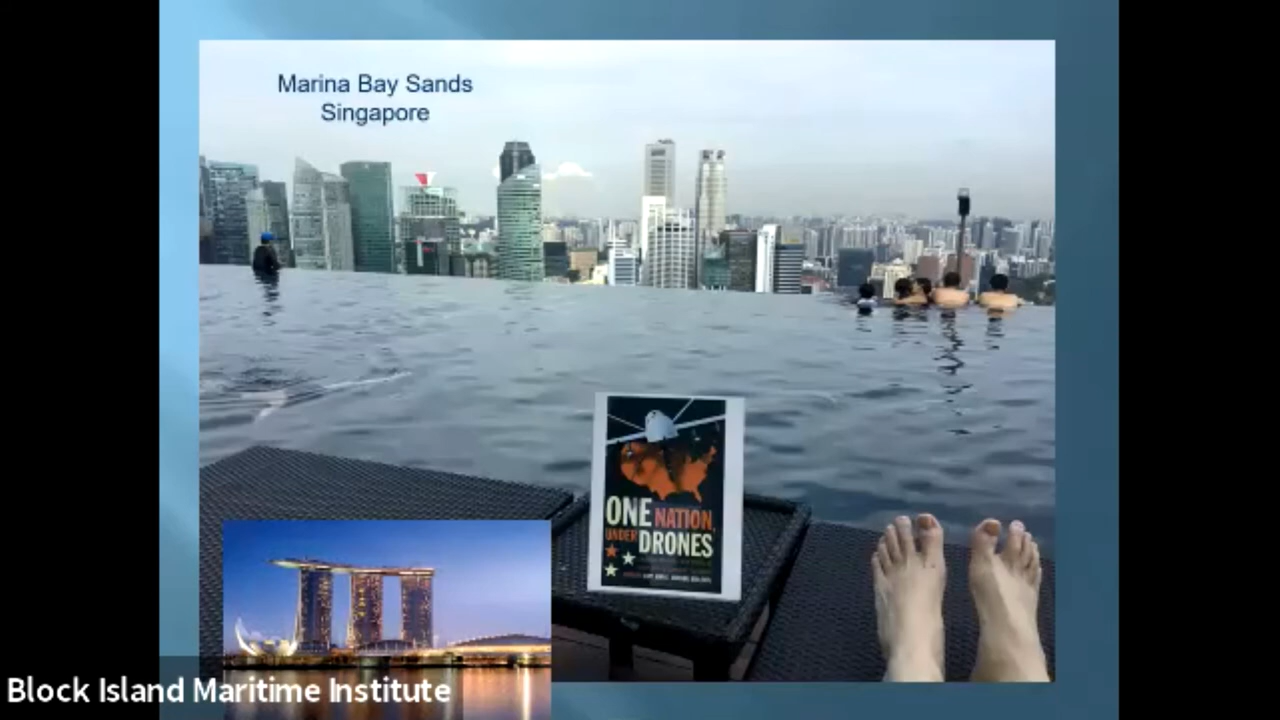 Marina Bay Sands
Singapore
ONE NATION,
UNDER DRONES
Block Island Maritime Institute